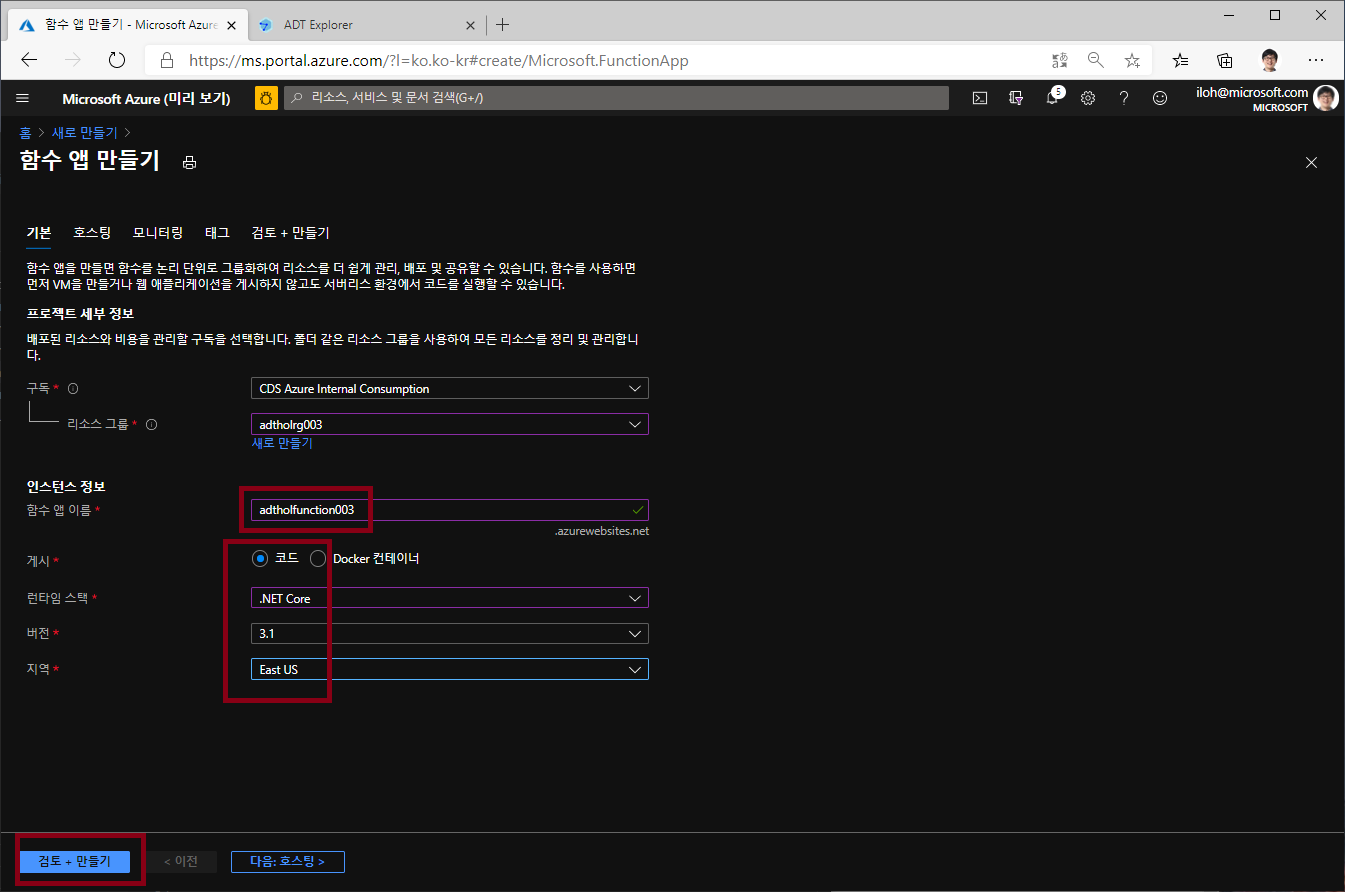 함수 앱 만들기 - Microsoft Azure
ADT Explorer
https://ms.portal.azure.com/?l=ko.ko-kr#create/Microsoft.FunctionApp
Microsoft Azure (미리 보기)
리소스, 서비스 및 문서 검색(G+/)
5
iloh@microsoft.com
MICROSOFT
홈 > 새로 만들기 >
함수 앱 만들기
기본 호스팅 모니터링 태그 검토 + 만들기
함수 앱을 만들면 함수를 논리 단위로 그룹화하여 리소스를 더 쉽게 관리, 배포 및 공유할 수 있습니다. 함수를 사용하면
먼저 VM을 만들거나 웹 애플리케이션을 게시하지 않고도 서버리스 환경에서 코드를 실행할 수 있습니다.
프로젝트 세부 정보
배포된 리소스와 비용을 관리할 구독을 선택합니다. 폴더 같은 리소스 그룹을 사용하여 모든 리소스를 정리 및 관리합니
다.
구독 * CDS Azure Internal Consumption
리소스 그룹 * adtholrg003
새로 만들기
인스턴스 정보
함수 앱 이름 * adtholfunction003
.azurewebsites.net
게시 * 코드 Docker 컨테이너
런타임 스택 * .NET Core
버전 * 3.1
지역 * East US
검토 + 만들기 < 이전 다음: 호스팅 >